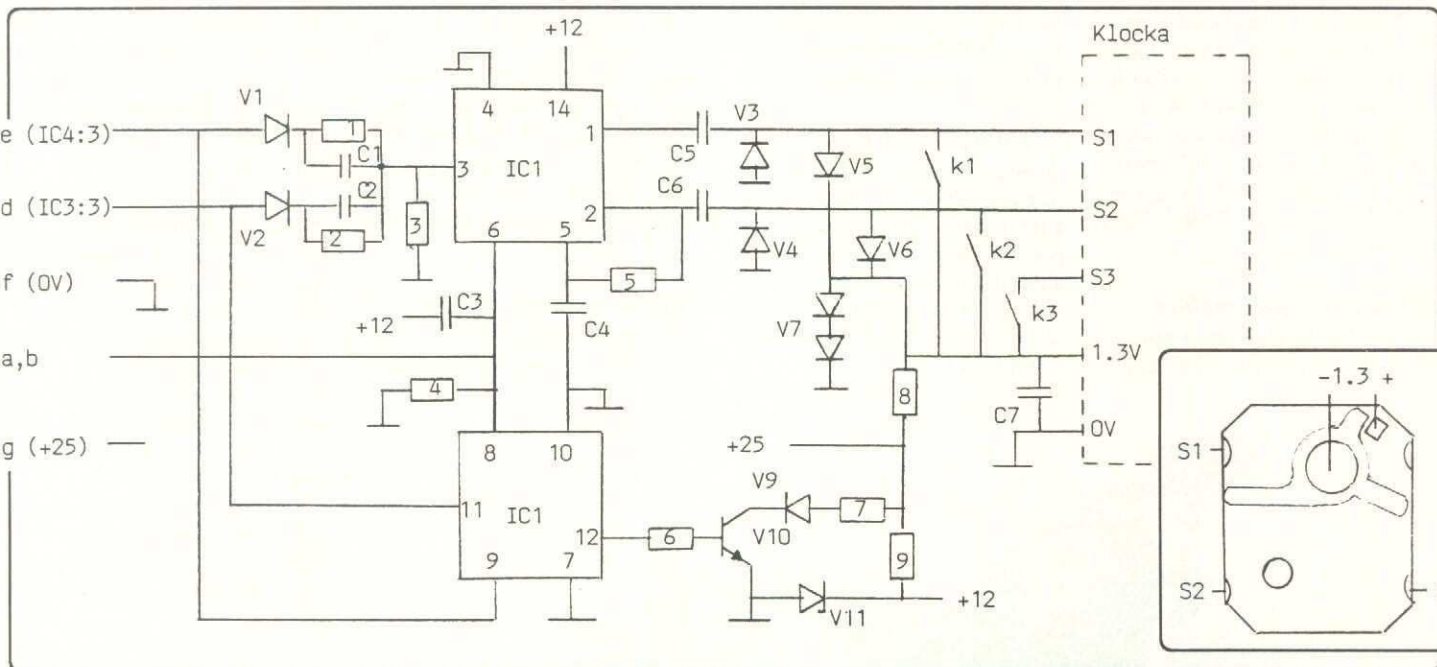 +12
Klocka
V1
4 14
V3
e (IC4:3)
1
1
S1
C1
C5
3
IC1
V5
k1
C2
C6
d (IC3:3)
2
S2
3
V2
2
6 5
V4
V6
k2
5
S3
f (0V)
C3
V7
k3
+12
C4
a,b
1.3V
4
8
C7
-1.3 +
g (+25)
8 10
+25
0V
S1
V9
11
IC1
7
12
6
V10
9
9 7
+12
S2
V11